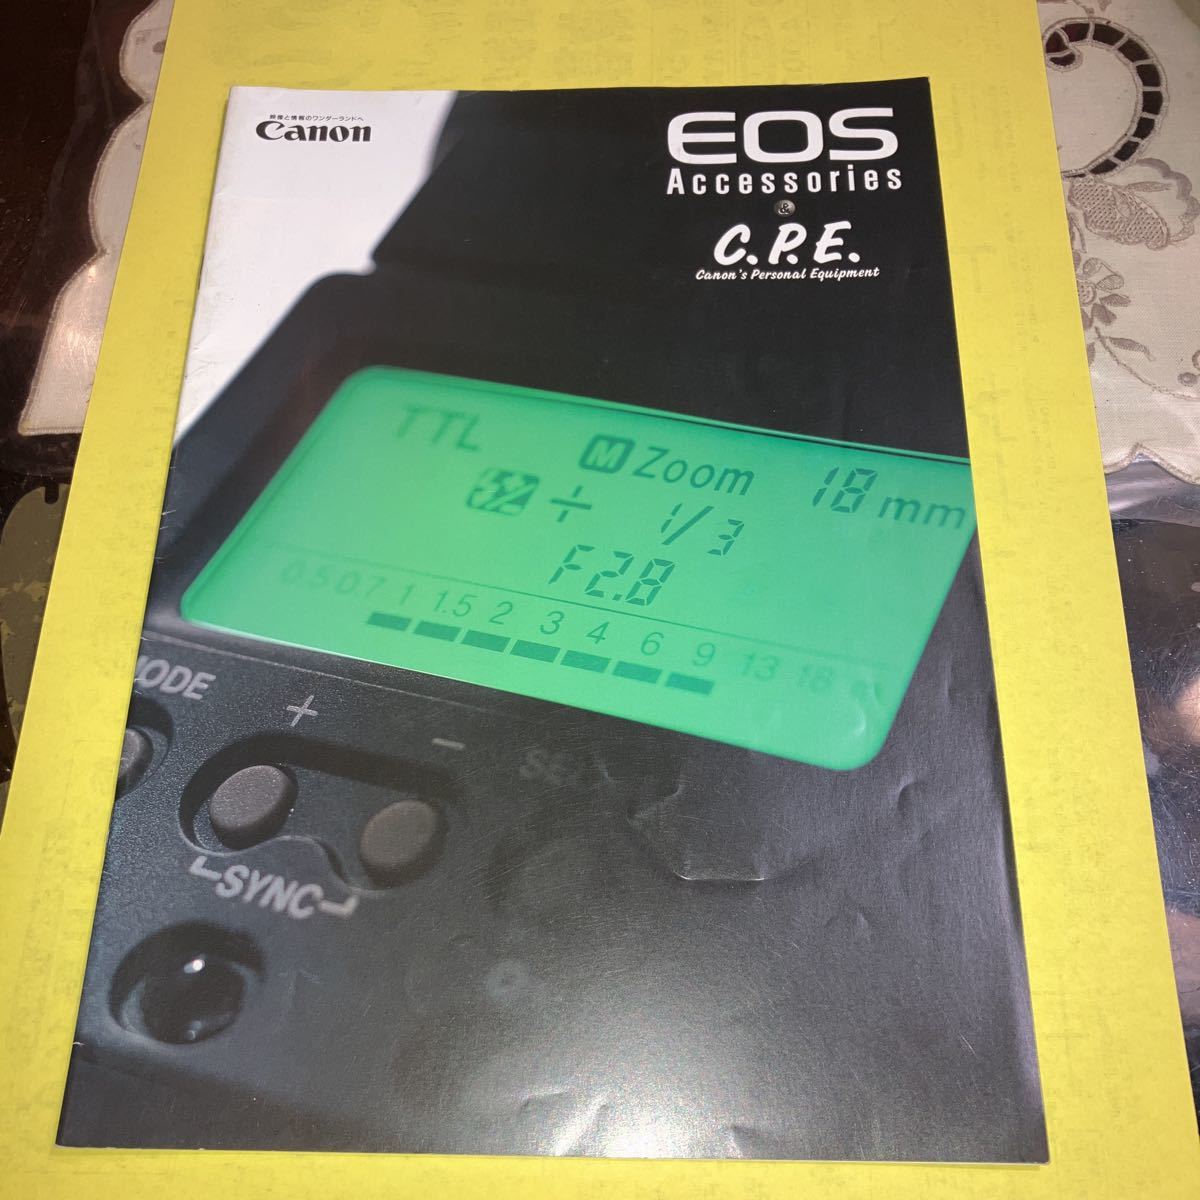 映像と情報のワンダーランドへ
Canon
EOS
Accessories
&
C.P.E.
Canon's Personal Equipment
TTL
M Zoom 18 mm
÷ 1/3
F2.8
0.5 0.7 1 1.5 2 3 4 6 9 13 18
MODE
+
−
SYNC